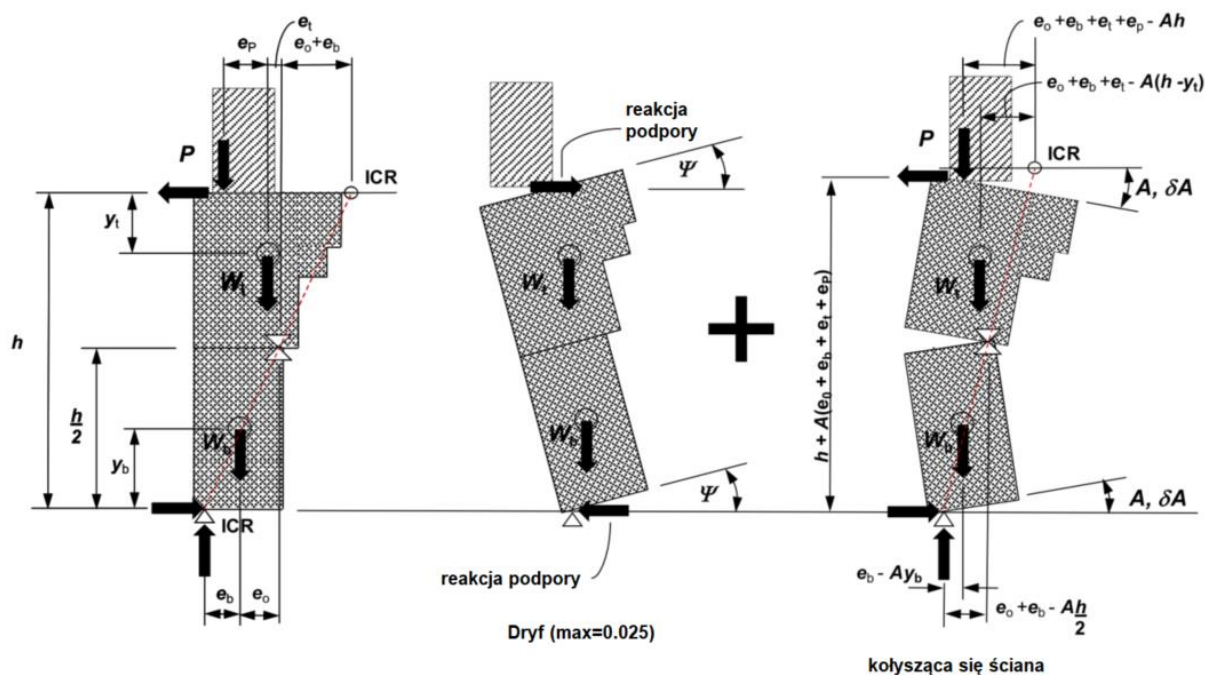 e_t
e_P
e_o+e_b
P
ICR
y_t
W_t
h
h/2
y_b
W_b
ICR
e_b
e_o
reakcja
podpory
Ψ
W_t
W_b
Ψ
reakcja podpory
Dryf (max=0.025)
e_o + e_b + e_t + e_p - Ah
e_o + e_b + e_t - A(h - y_t)
P
ICR
A, δA
W_t
h + A(e_0 + e_b + e_t + e_P)
W_b
A, δA
e_b - Ay_b
e_o + e_b - Ah/2
kołysząca się ściana